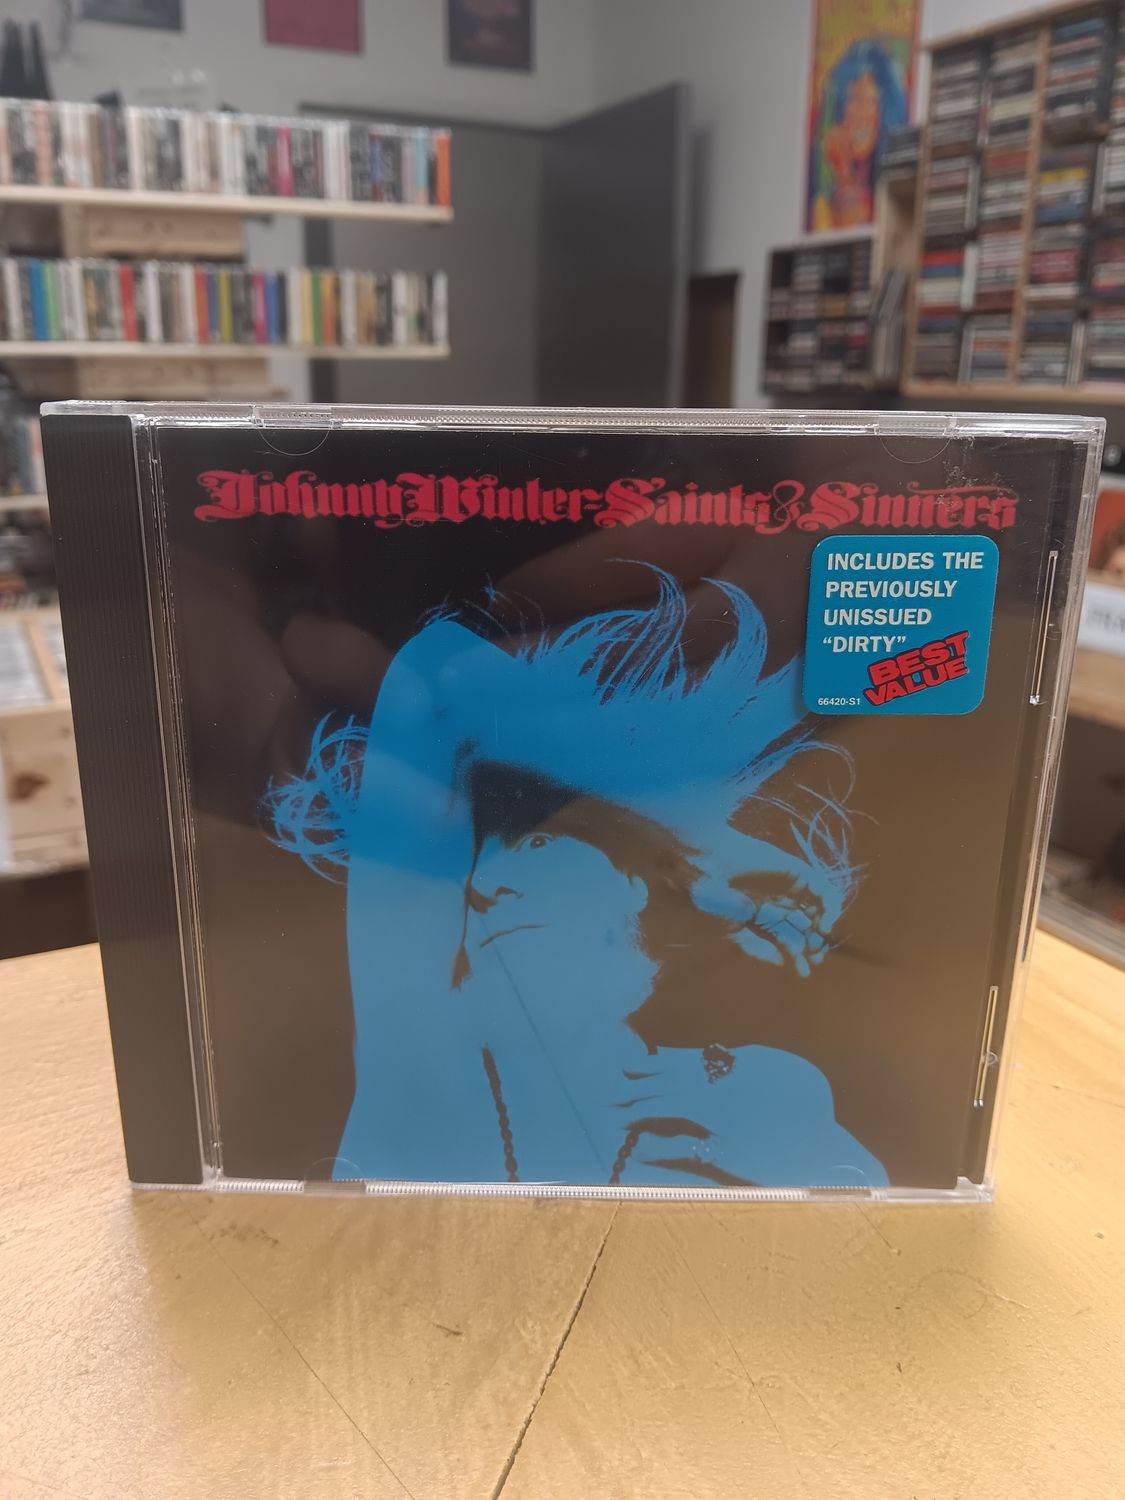 Johnny Winter-Saints & Sinners
INCLUDES THE
PREVIOUSLY
UNISSUED
“DIRTY”
BEST
VALUE
66420-S1